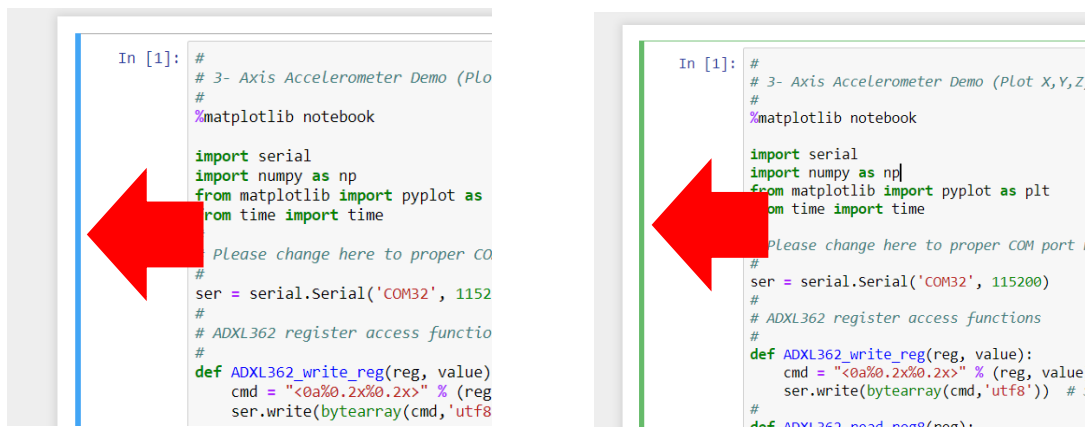 In [1]: #
# 3- Axis Accelerometer Demo (Plo
#
%matplotlib notebook
import serial
import numpy as np
from matplotlib import pyplot as
rom time import time
Please change here to proper CO
#
ser = serial.Serial('COM32', 1152
#
# ADXL362 register access functio
#
def ADXL362_write_reg(reg, value)
cmd = "<0a%0.2x%0.2x>" % (reg
ser.write(bytearray(cmd,'utf8
In [1]: #
# 3- Axis Accelerometer Demo (Plot X,Y,Z
#
%matplotlib notebook
import serial
import numpy as np
from matplotlib import pyplot as plt
om time import time
Please change here to proper COM port
#
ser = serial.Serial('COM32', 115200)
#
# ADXL362 register access functions
#
def ADXL362_write_reg(reg, value):
cmd = "<0a%0.2x%0.2x>" % (reg, value
ser.write(bytearray(cmd,'utf8')) #
#
def ADXL362_read_reg8(reg):